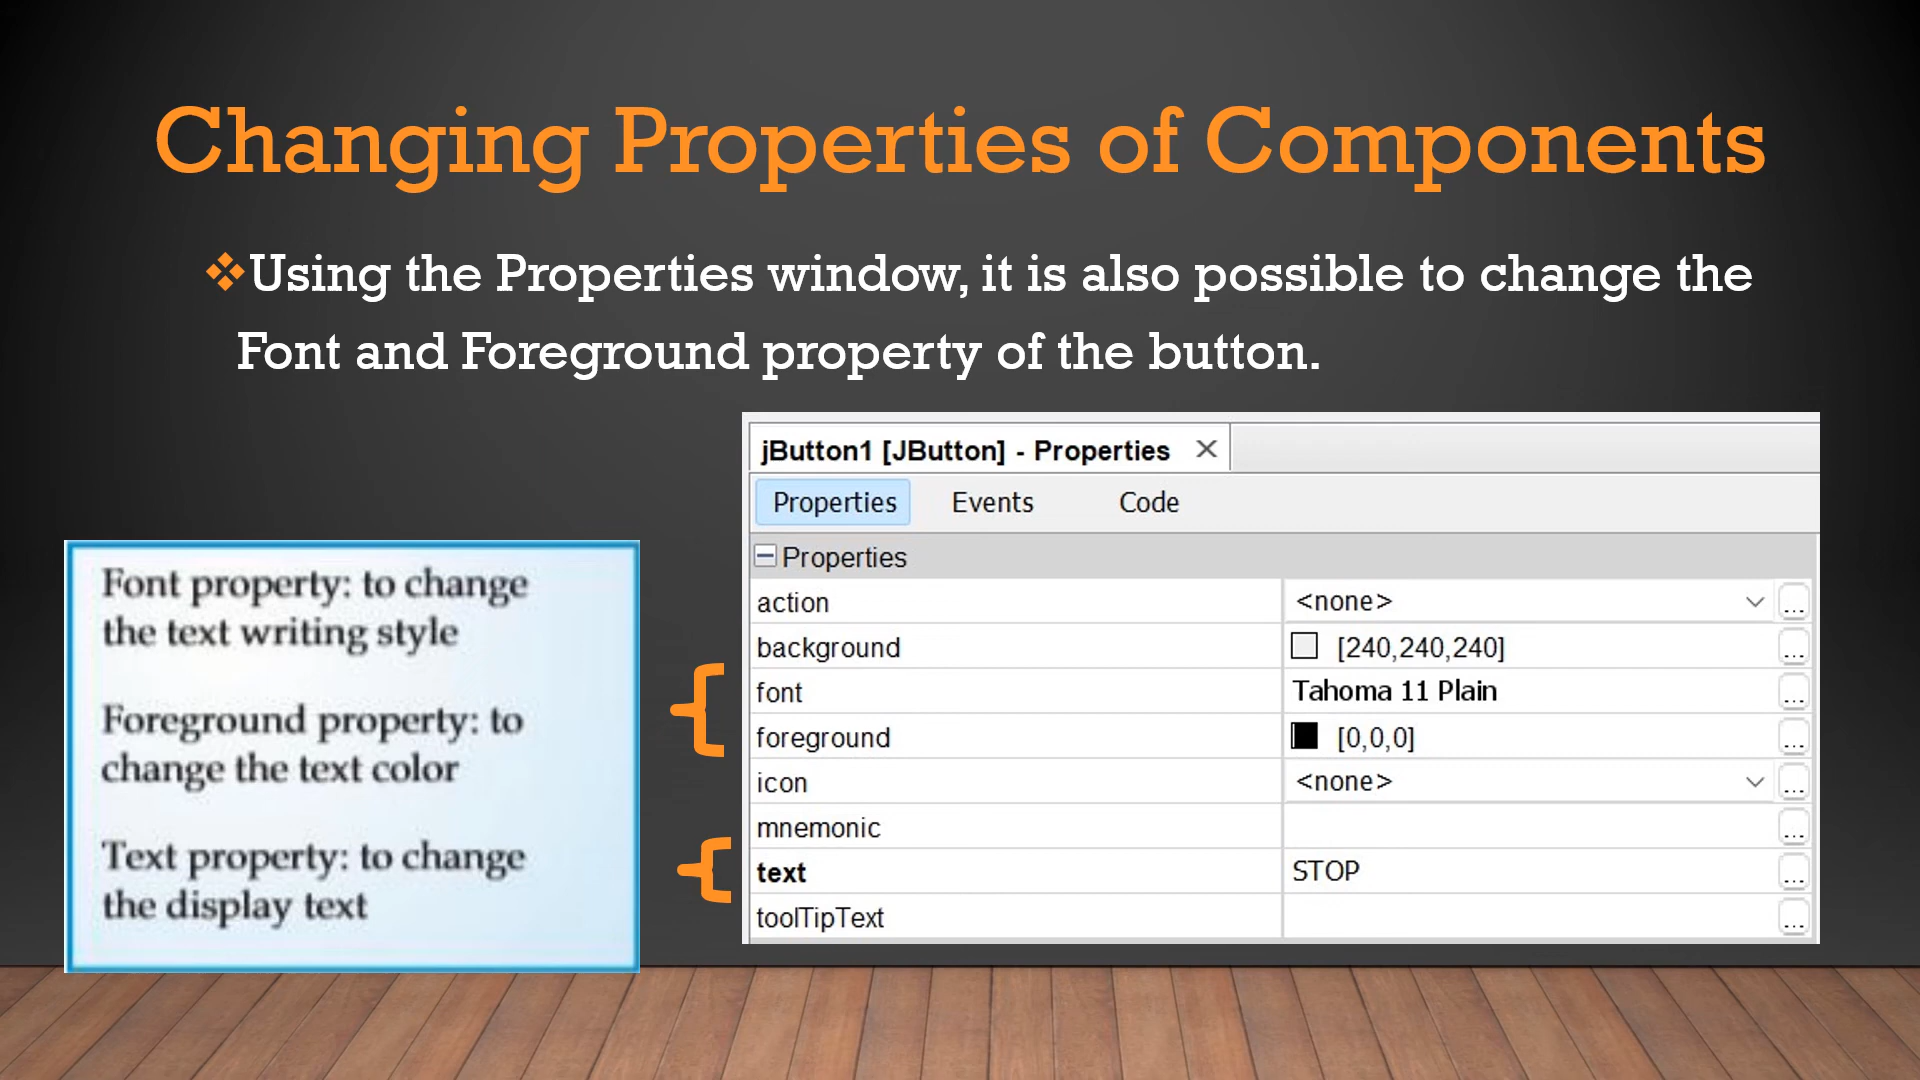 Changing Properties of Components
Using the Properties window, it is also possible to change the
Font and Foreground property of the button.
Font property: to change
the text writing style
Foreground property: to
change the text color
Text property: to change
the display text
jButton1 [JButton] - Properties
Properties Events Code
Properties
action <none> ...
background [240,240,240] ...
font Tahoma 11 Plain ...
foreground [0,0,0] ...
icon <none> ...
mnemonic ...
text STOP ...
toolTipText ...